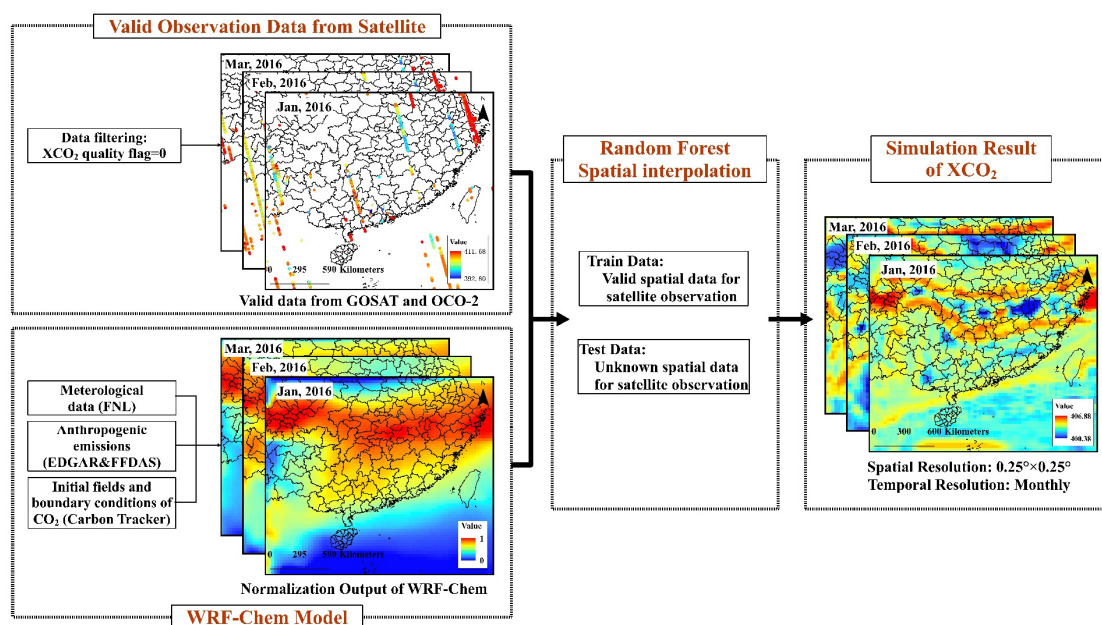 Valid Observation Data from Satellite
Mar, 2016
Feb, 2016
Jan, 2016
N
Data filtering:
XCO₂ quality flag=0
Value
411.68
392.80
0 295 590 Kilometers
Valid data from GOSAT and OCO-2
Mar, 2016
Feb, 2016
Jan, 2016
N
Meterological
data (FNL)
Anthropogenic
emissions
(EDGAR&FFDAS)
Initial fields and
boundary conditions of
CO₂ (Carbon Tracker)
Value
1
0
0 295 590 Kilometers
Normalization Output of WRF-Chem
WRF-Chem Model
Random Forest
Spatial interpolation
Train Data:
Valid spatial data for
satellite observation
Test Data:
Unknown spatial data
for satellite observation
Simulation Result
of XCO₂
Mar, 2016
Feb, 2016
Jan, 2016
N
Value
406.88
400.38
0 300 600 Kilometers
Spatial Resolution: 0.25°×0.25°
Temporal Resolution: Monthly